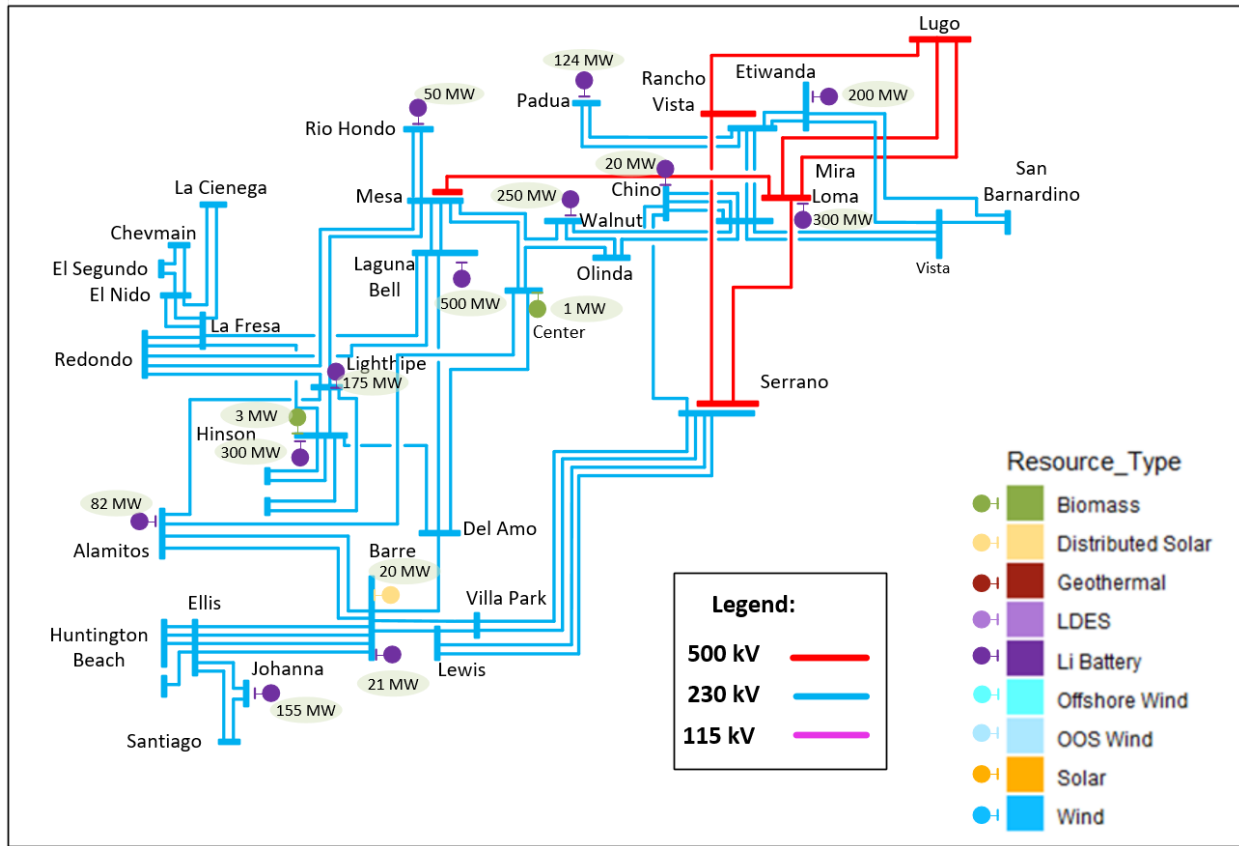 Lugo
124 MW
Rancho
Vista
Etiwanda
200 MW
Padua
50 MW
Rio Hondo
20 MW
Chino
Mira
Loma
300 MW
San
Barnardino
La Cienega
Mesa
250 MW
Walnut
Chevmain
El Segundo
El Nido
Laguna
Bell
Olinda
Vista
500 MW
1 MW
Center
La Fresa
Redondo
Lighthipe
175 MW
Serrano
3 MW
Hinson
300 MW
82 MW
Alamitos
Del Amo
Barre
20 MW
Villa Park
Ellis
Huntington
Beach
Johanna
Lewis
21 MW
155 MW
Santiago
Legend:
500 kV
230 kV
115 kV
Resource_Type
Biomass
Distributed Solar
Geothermal
LDES
Li Battery
Offshore Wind
OOS Wind
Solar
Wind